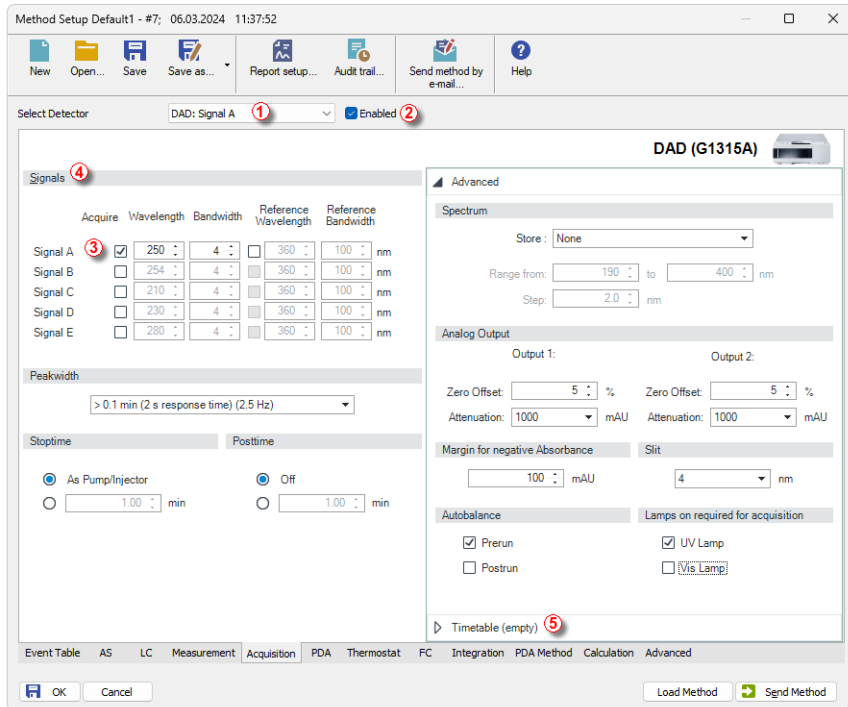 Method Setup Default1 - #7; 06.03.2024 11:37:52
New Open... Save Save as... Report setup... Audit trail... Send method by e-mail... Help
Select Detector DAD: Signal A 1 Enabled 2
DAD (G1315A)
Signals 4
Acquire Wavelength Bandwidth Reference Wavelength Reference Bandwidth
Signal A 3 250 4 360 100 nm
Signal B 254 4 360 100 nm
Signal C 210 4 360 100 nm
Signal D 230 4 360 100 nm
Signal E 280 4 360 100 nm
Peakwidth
> 0.1 min (2 s response time) (2.5 Hz)
Stoptime Posttime
As Pump/Injector Off
1.00 min 1.00 min
Advanced
Spectrum
Store : None
Range from: 190 to 400 nm
Step: 2.0 nm
Analog Output
Output 1: Output 2:
Zero Offset: 5 % Zero Offset: 5 %
Attenuation: 1000 mAU Attenuation: 1000 mAU
Margin for negative Absorbance Slit
100 mAU 4 nm
Autobalance Lamps on required for acquisition
Prerun UV Lamp
Postrun Vis Lamp
Timetable (empty) 5
Event Table AS LC Measurement Acquisition PDA Thermostat FC Integration PDA Method Calculation Advanced
OK Cancel Load Method Send Method